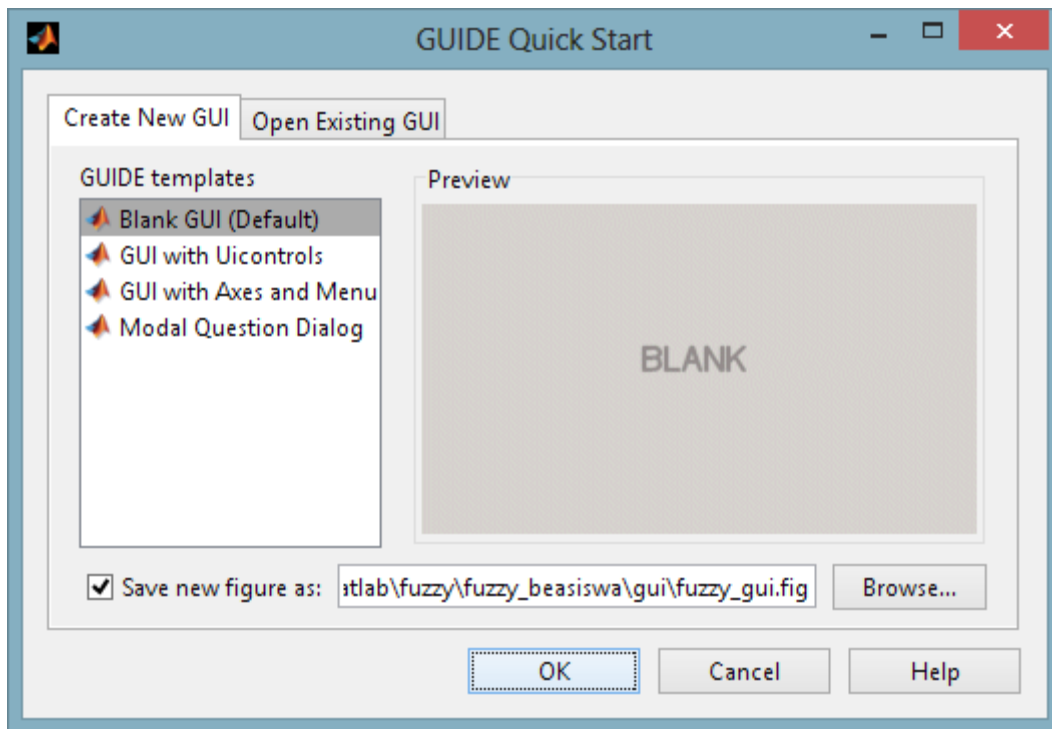 GUIDE Quick Start
Create New GUI
Open Existing GUI
GUIDE templates
Blank GUI (Default)
GUI with Uicontrols
GUI with Axes and Menu
Modal Question Dialog
Preview
BLANK
Save new figure as: atlab\fuzzy\fuzzy_beasiswa\gui\fuzzy_gui.fig Browse...
OK Cancel Help